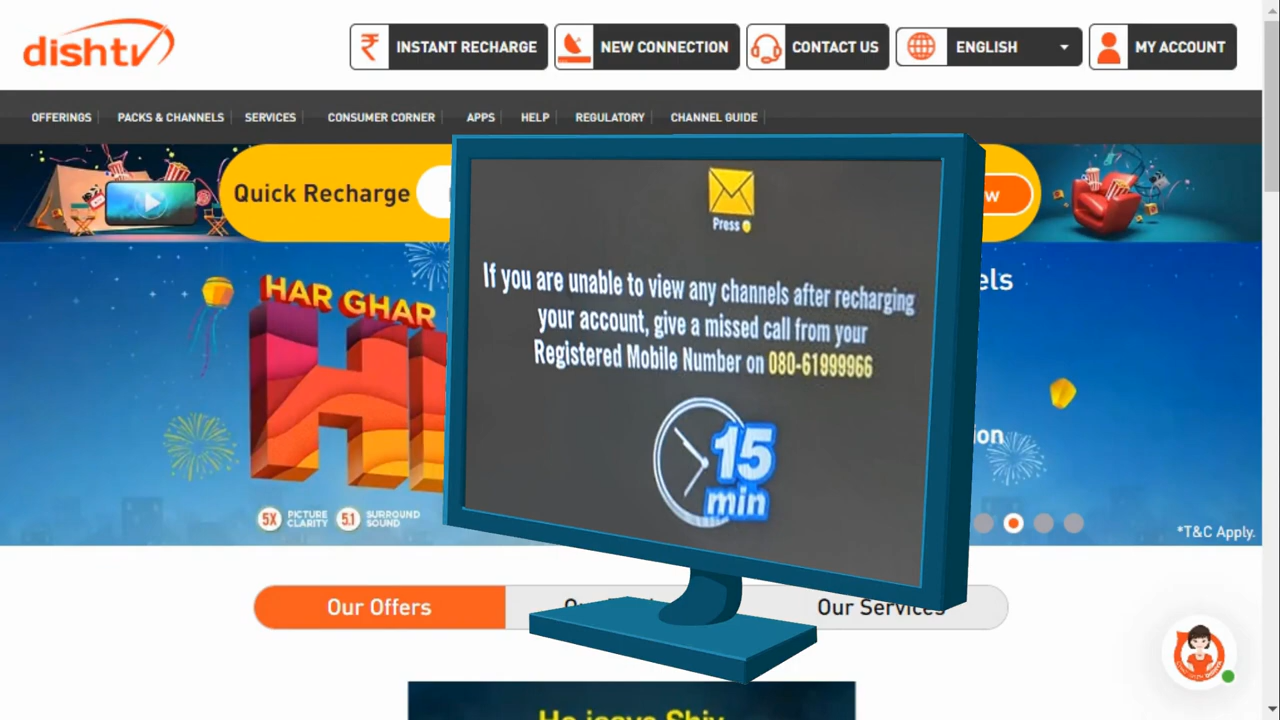 dishtv
INSTANT RECHARGE
NEW CONNECTION
CONTACT US
ENGLISH
MY ACCOUNT
OFFERINGS
PACKS & CHANNELS
SERVICES
CONSUMER CORNER
APPS
HELP
REGULATORY
CHANNEL GUIDE
Quick Recharge
Press
If you are unable to view any channels after recharging
your account, give a missed call from your
Registered Mobile Number on 080-61999966
15
min
HAR GHAR
5X PICTURE
CLARITY
5.1 SURROUND
SOUND
*T&C Apply.
Our Offers
Our Services